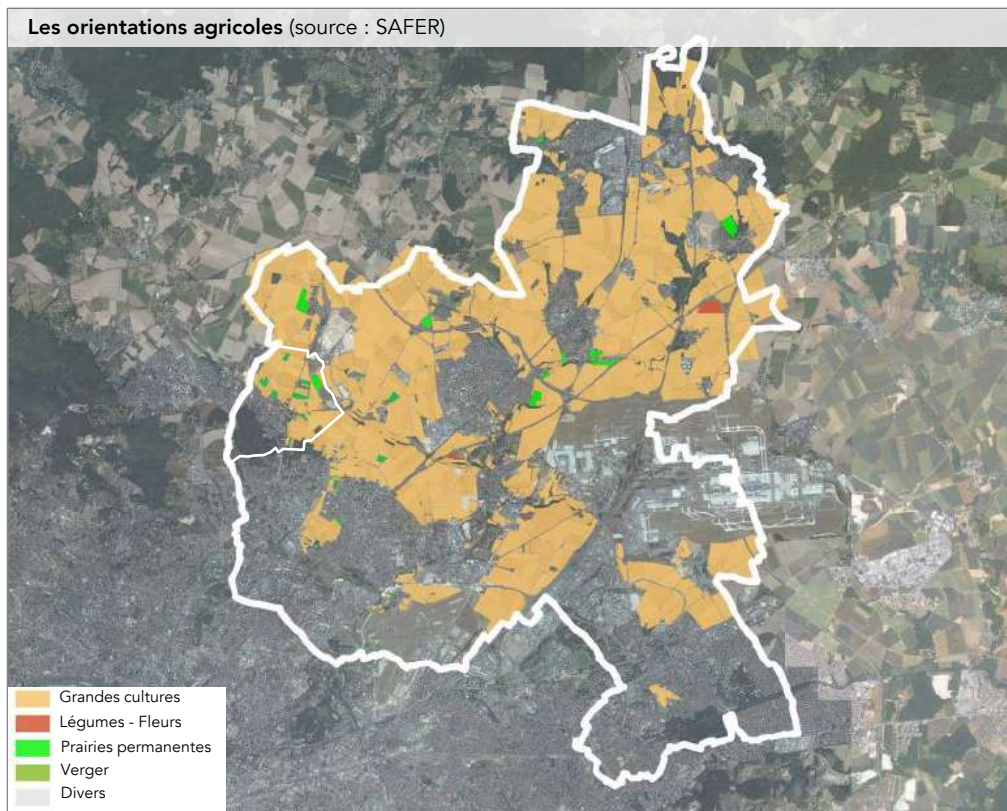 Les orientations agricoles (source : SAFER)
Grandes cultures
Légumes - Fleurs
Prairies permanentes
Verger
Divers